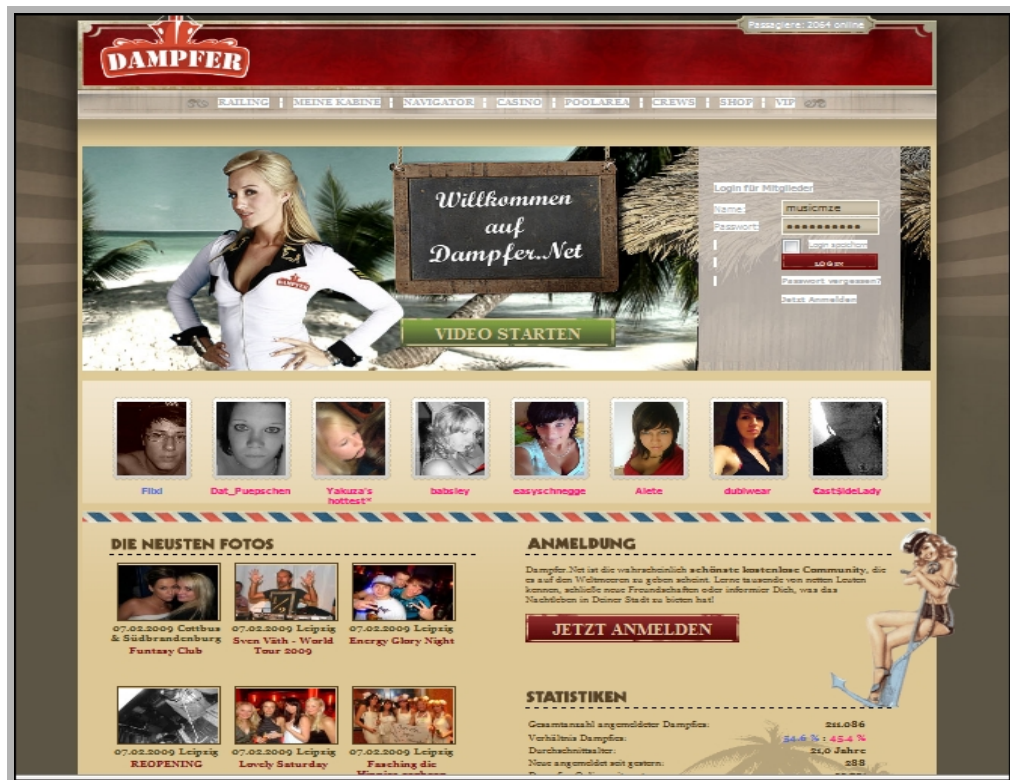 Passagiere: 2064 online
DAMPFER
RAILING | MEINE KABINE | NAVIGATOR | CASINO | POOLAREA | CREWS | SHOP | VIP
Willkommen
auf
Dampfer.Net
VIDEO STARTEN
DAMPFER
Login für Mitglieder
Name: musicmze
Passwort: ••••••••••
Login speichern
LOGIN
Passwort vergessen?
Jetzt Anmelden
Flixl Dat_Puepschen Yakuza's babsley easyschnegge Alete dubiwear €ast$ideLady
hottest*
DIE NEUSTEN FOTOS
07.02.2009 Cottbus
& Südbrandenburg
Funtasy Club
07.02.2009 Leipzig
Sven Väth - World
Tour 2009
07.02.2009 Leipzig
Energy Glory Night
07.02.2009 Leipzig
REOPENING
07.02.2009 Leipzig
Lovely Saturday
07.02.2009 Leipzig
Fasching die
ANMELDUNG
Dampfer.Net ist die wahrscheinlich schönste kostenlose Community, die
es auf den Weltmeeren zu geben scheint. Lerne tausende von netten Leuten
kennen, schließe neue Freundschaften oder informier Dich, was das
Nachtleben in Deiner Stadt zu bieten hat!
JETZT ANMELDEN
STATISTIKEN
Gesamtanzahl angemeldeter Dampfies: 211.086
Verhältnis Dampfies: 54.6 % : 45.4 %
Durchschnittsalter: 21,0 Jahre
Neue angemeldet seit gestern: 288